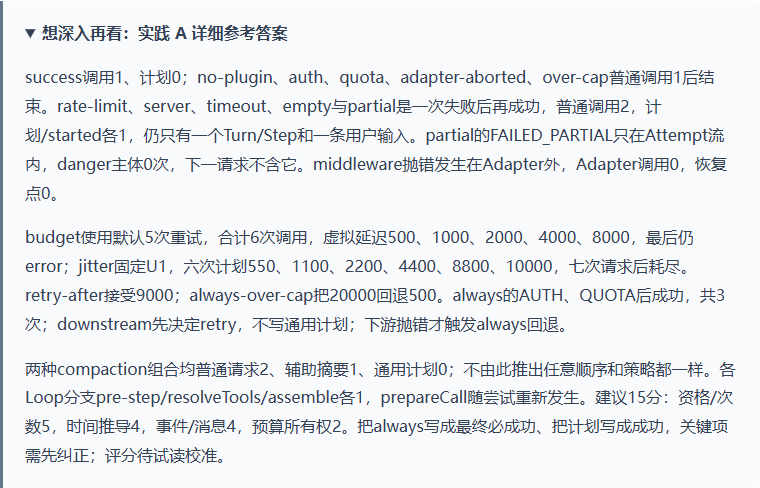 ▼ 想深入再看：实践 A 详细参考答案
success调用1、计划0；no-plugin、auth、quota、adapter-aborted、over-cap普通调用1后结
束。rate-limit、server、timeout、empty与partial是一次失败后再成功，普通调用2，计
划/started各1，仍只有一个Turn/Step和一条用户输入。partial的FAILED_PARTIAL只在Attempt流
内，danger主体0次，下一请求不含它。middleware抛错发生在Adapter外，Adapter调用0，恢复
点0。
budget使用默认5次重试，合计6次调用，虚拟延迟500、1000、2000、4000、8000，最后仍
error；jitter固定U1，六次计划550、1100、2200、4400、8800、10000，七次请求后耗尽。
retry-after接受9000；always-over-cap把20000回退500。always的AUTH、QUOTA后成功，共3
次；downstream先决定retry，不写通用计划；下游抛错才触发always回退。
两种compaction组合均普通请求2、辅助摘要1、通用计划0；不由此推出任意顺序和策略都一样。各
Loop分支pre-step/resolveTools/assemble各1，prepareCall随尝试重新发生。建议15分：资格/次
数5，时间推导4，事件/消息4，预算所有权2。把always写成最终必成功、把计划写成成功，关键项
需先纠正；评分待试读校准。